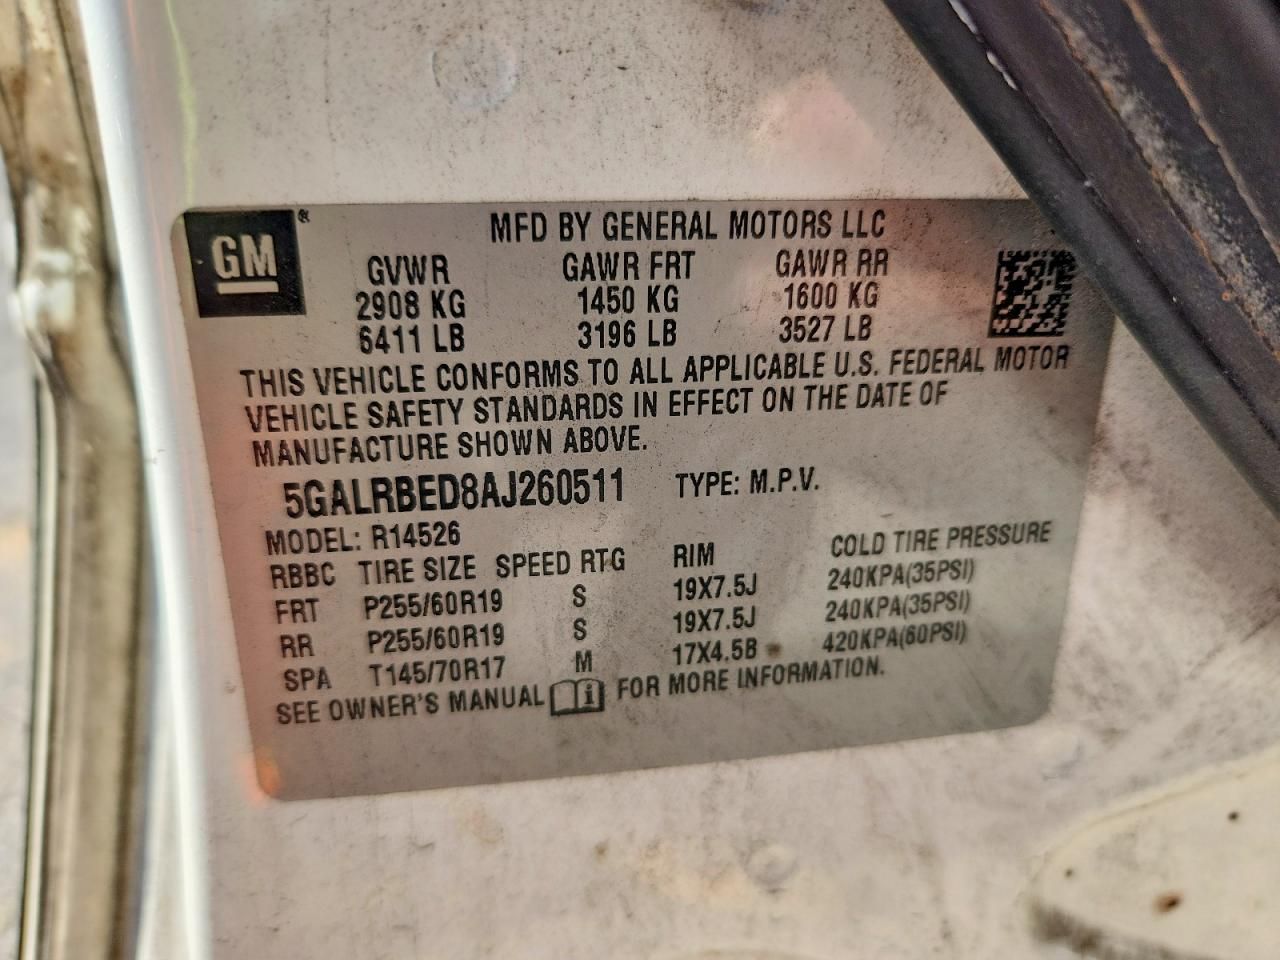 GM®
MFD BY GENERAL MOTORS LLC
GVWR GAWR FRT GAWR RR
2908 KG 1450 KG 1600 KG
6411 LB 3196 LB 3527 LB
THIS VEHICLE CONFORMS TO ALL APPLICABLE U.S. FEDERAL MOTOR
VEHICLE SAFETY STANDARDS IN EFFECT ON THE DATE OF
MANUFACTURE SHOWN ABOVE.
5GALRBED8AJ260511 TYPE: M.P.V.
MODEL: R14526
RBBC TIRE SIZE SPEED RTG RIM COLD TIRE PRESSURE
FRT P255/60R19 S 19X7.5J 240KPA(35PSI)
RR P255/60R19 S 19X7.5J 240KPA(35PSI)
SPA T145/70R17 M 17X4.5B 420KPA(60PSI)
SEE OWNER'S MANUAL i FOR MORE INFORMATION.